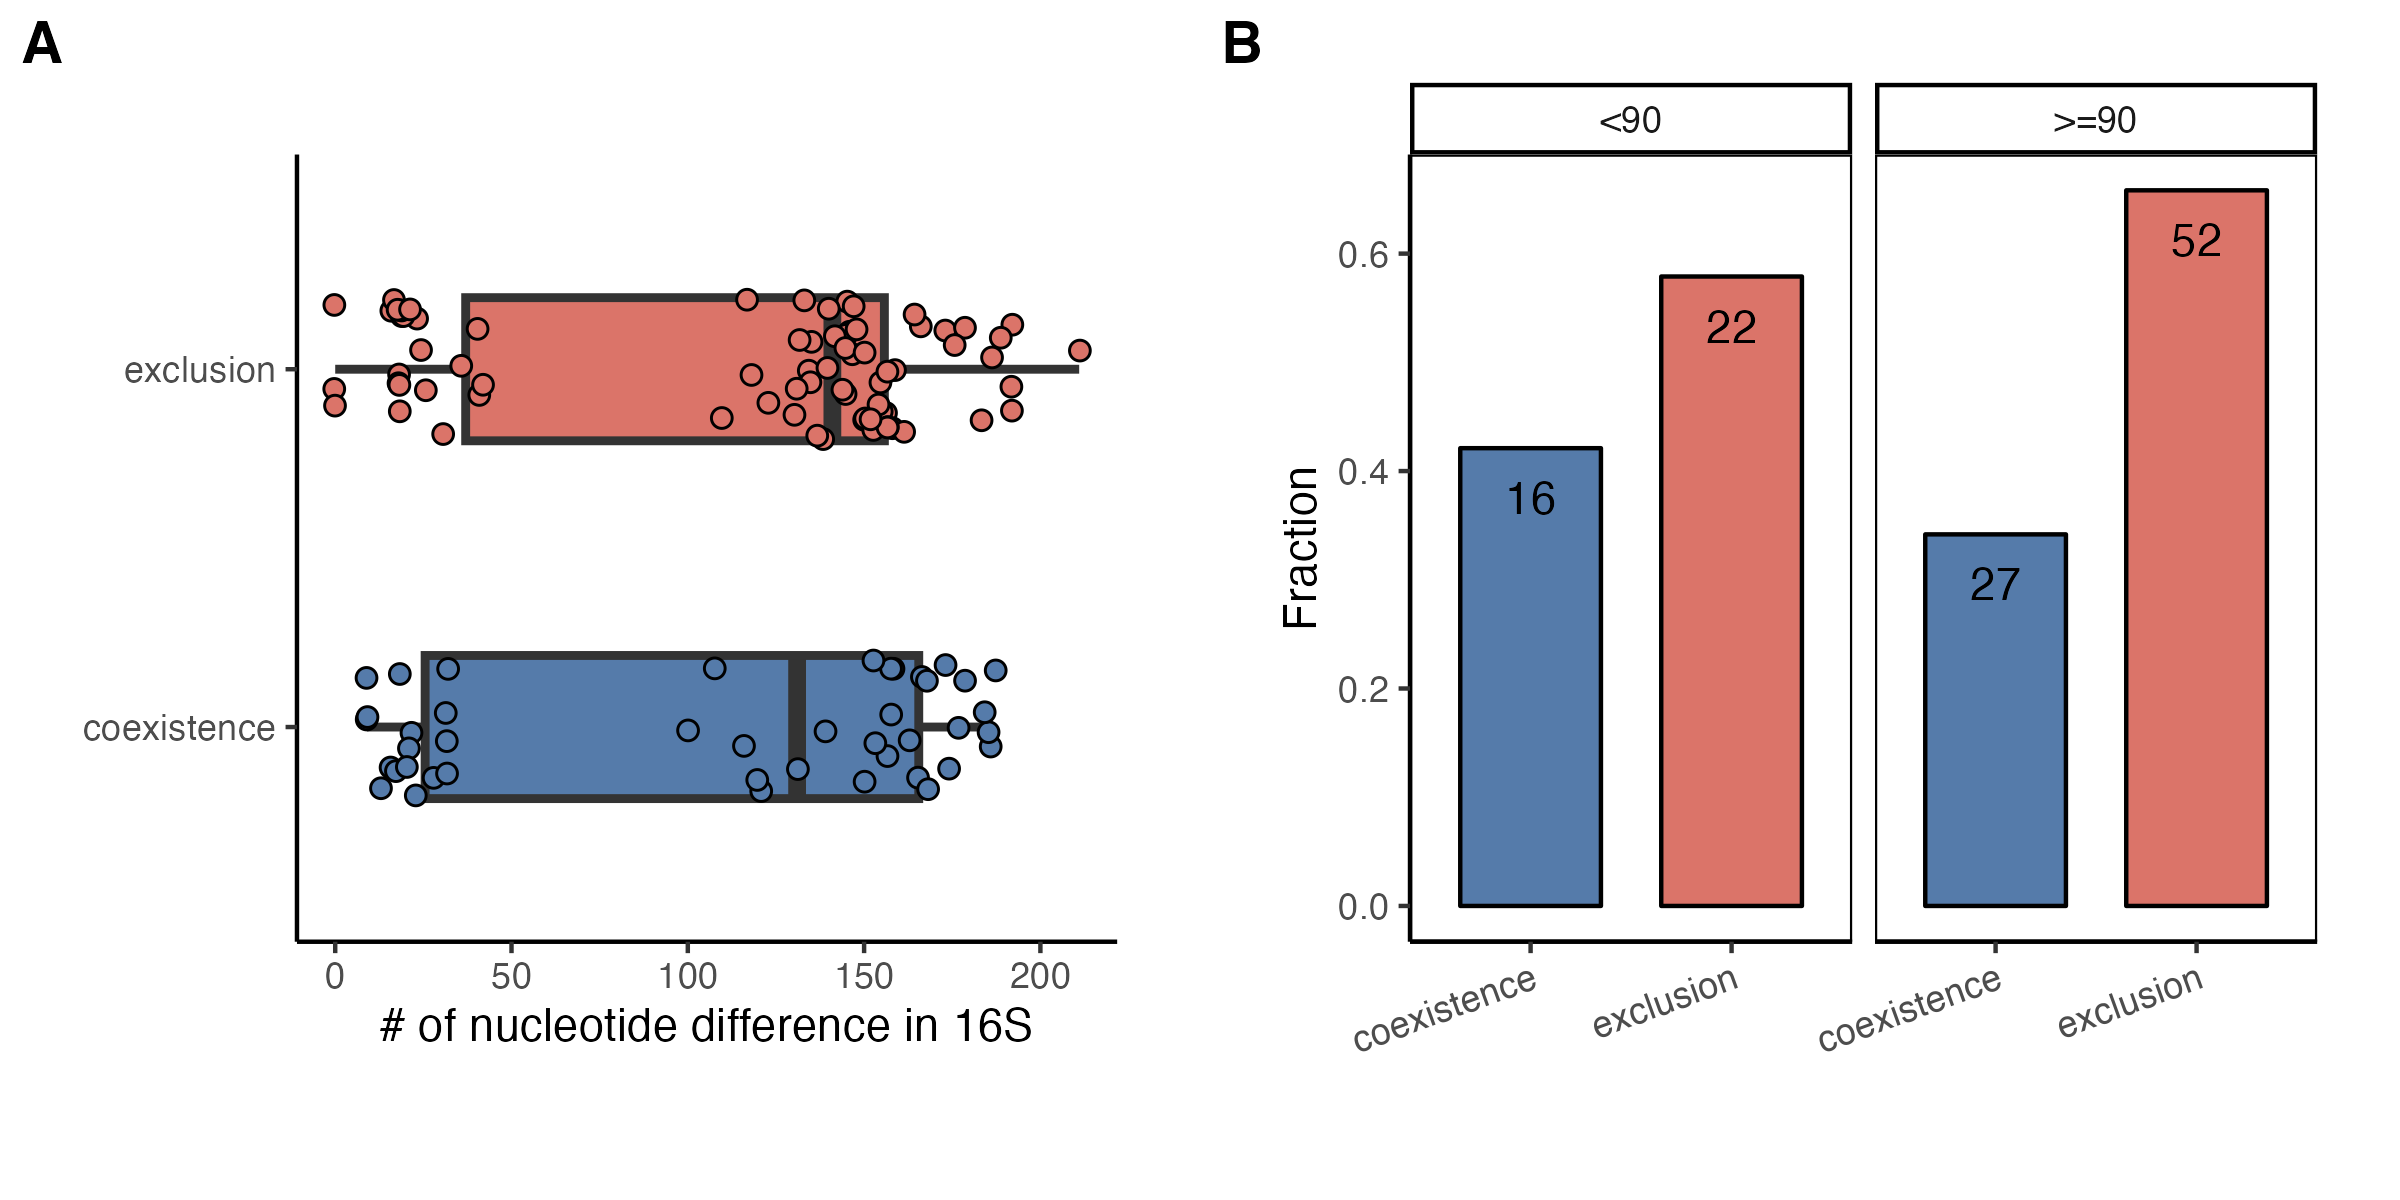 A
exclusion
coexistence
0 50 100 150 200
# of nucleotide difference in 16S
B
<90 >=90
Fraction
0.6
0.4
0.2
0.0
16
22
27
52
coexistence
exclusion
coexistence
exclusion